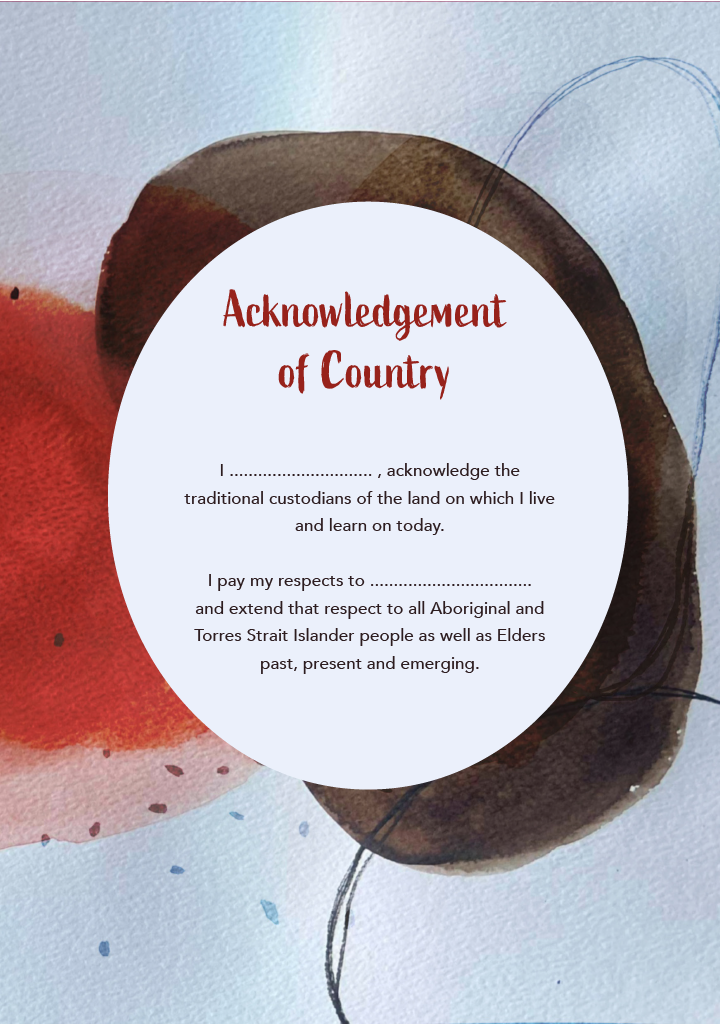 Acknowledgement
of Country
I .............................. , acknowledge the
traditional custodians of the land on which I live
and learn on today.
I pay my respects to ..................................
and extend that respect to all Aboriginal and
Torres Strait Islander people as well as Elders
past, present and emerging.